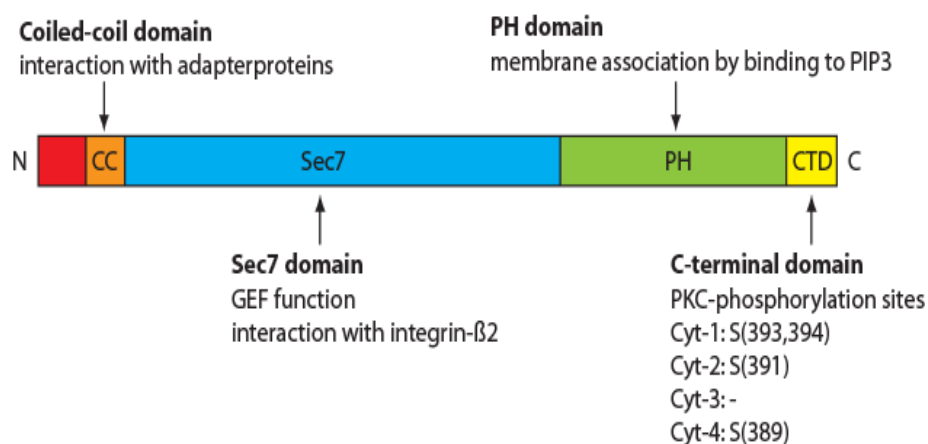 Coiled-coil domain
interaction with adapterproteins
PH domain
membrane association by binding to PIP3
N
CC
Sec7
PH
CTD
C
Sec7 domain
GEF function
interaction with integrin-ß2
C-terminal domain
PKC-phosphorylation sites
Cyt-1: S(393,394)
Cyt-2: S(391)
Cyt-3: -
Cyt-4: S(389)